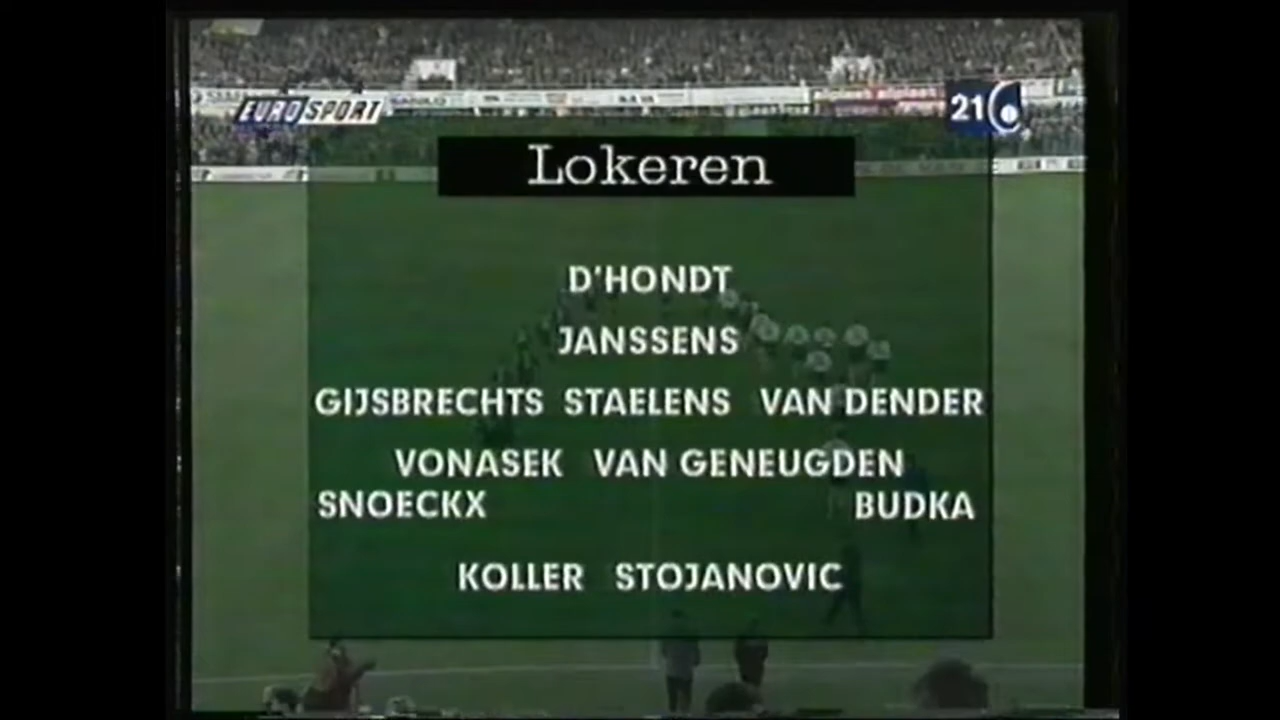 EUROSPORT
21
Lokeren
D'HONDT
JANSSENS
GIJSBRECHTS STAELENS VAN DENDER
VONASEK VAN GENEUGDEN
SNOECKX BUDKA
KOLLER STOJANOVIC